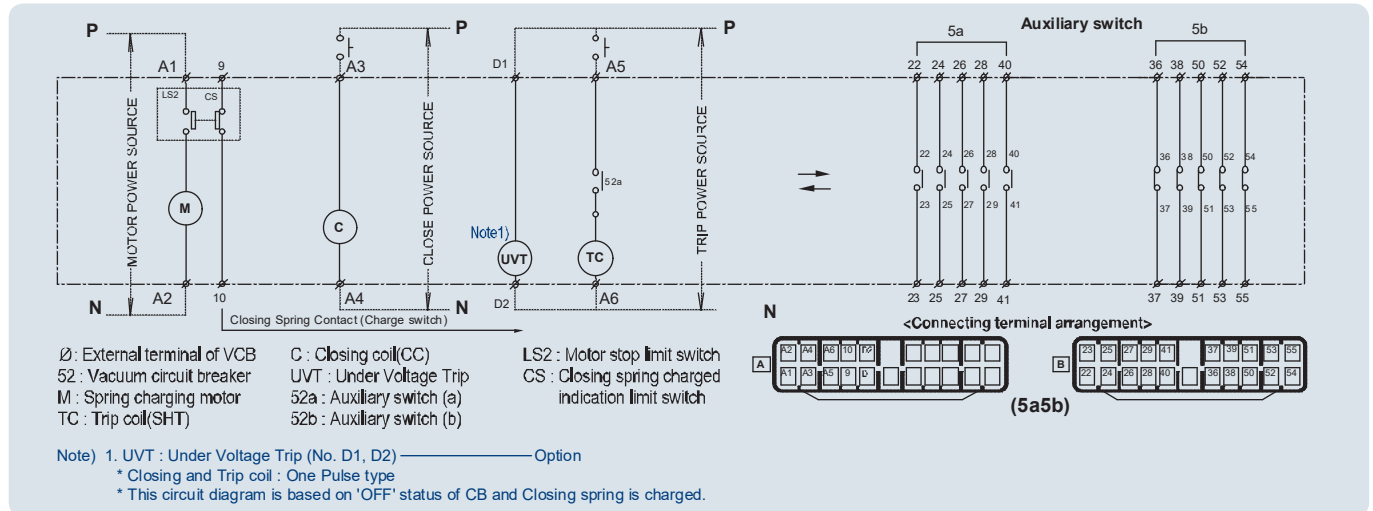 Auxiliary switch
5a
5b
P
P
P
A1
9
A3
D1
A5
22 24 26 28 40
36 38 50 52 54
LS2
CS
MOTOR POWER SOURCE
CLOSE POWER SOURCE
TRIP POWER SOURCE
22 24 26 28 40
36 38 50 52 54
52a
23 25 27 29 41
37 39 51 53 55
M
C
Note1)
UVT
TC
N
A2
10
A4
N
D2
A6
23 25 27 29 41
37 39 51 53 55
N
Closing Spring Contact (Charge switch)
<Connecting terminal arrangement>
Ø : External terminal of VCB
52 : Vacuum circuit breaker
M : Spring charging motor
TC : Trip coil(SHT)
C : Closing coil(CC)
UVT : Under Voltage Trip
52a : Auxiliary switch (a)
52b : Auxiliary switch (b)
LS2 : Motor stop limit switch
CS : Closing spring charged
indication limit switch
A
A2 A4 A6 10 D2
A1 A3 A5 9
B
23 25 27 29 41 37 39 51 53 55
22 24 26 28 40 36 38 50 52 54
(5a5b)
Note) 1. UVT : Under Voltage Trip (No. D1, D2) Option
* Closing and Trip coil : One Pulse type
* This circuit diagram is based on 'OFF' status of CB and Closing spring is charged.